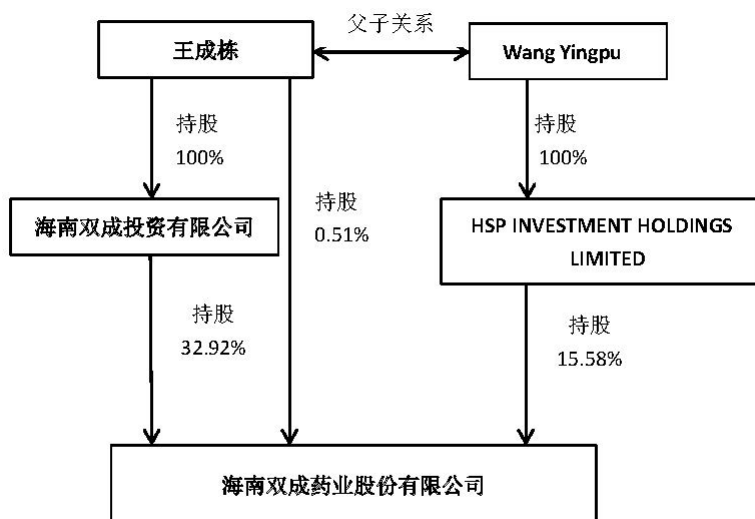 父子关系
王成栋
Wang Yingpu
持股
100%
持股
100%
海南双成投资有限公司
持股
0.51%
HSP INVESTMENT HOLDINGS
LIMITED
持股
32.92%
持股
15.58%
海南双成药业股份有限公司